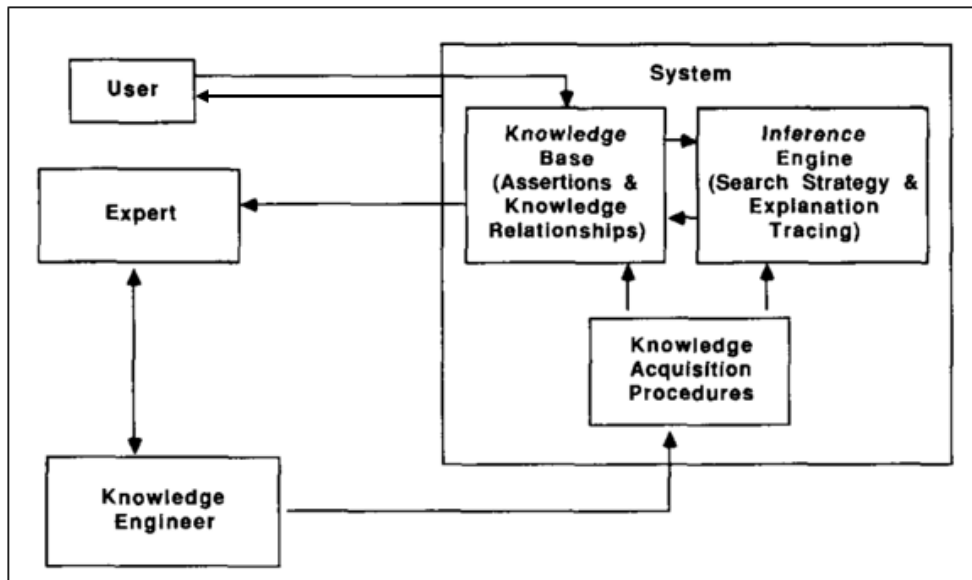 System
User
Knowledge
Base
(Assertions &
Knowledge
Relationships)
Inference
Engine
(Search Strategy &
Explanation
Tracing)
Expert
Knowledge
Acquisition
Procedures
Knowledge
Engineer